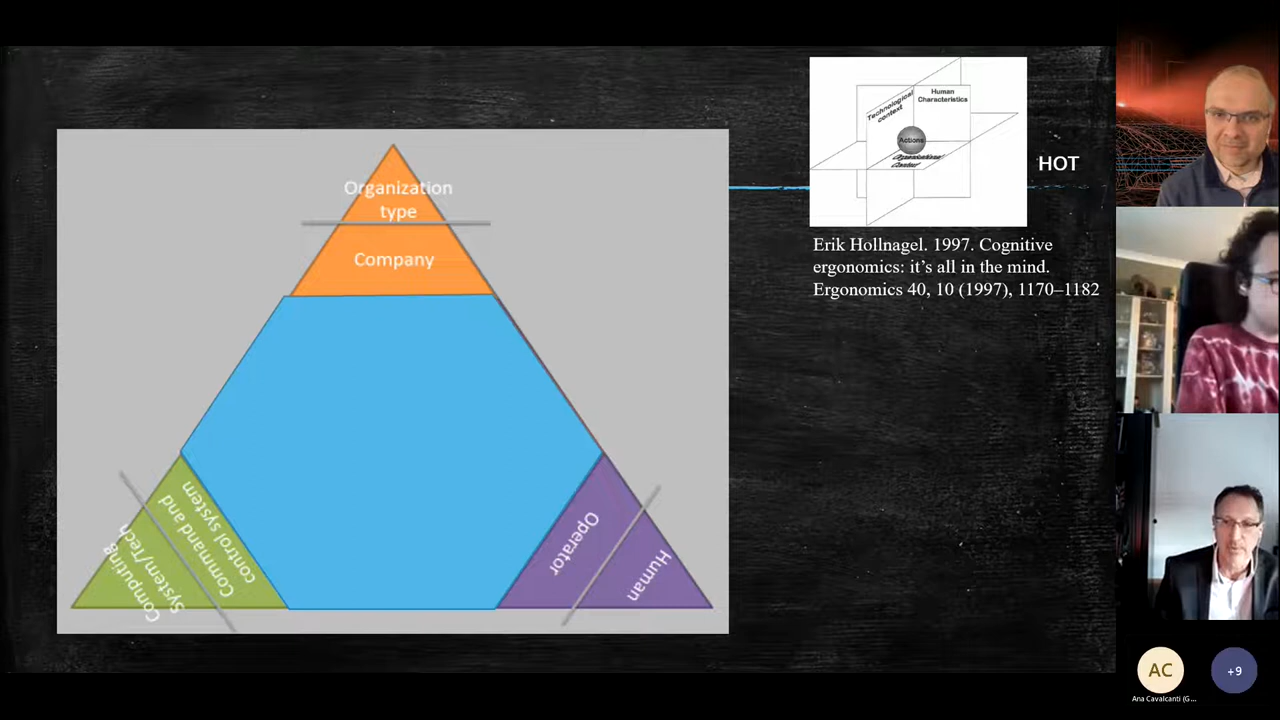 Organization
type
Company
Command and
control system
Computing
System/Tech
Operator
Human
Technological
context
Human
Characteristics
Actions
Organisational
Context
HOT
Erik Hollnagel. 1997. Cognitive
ergonomics: it’s all in the mind.
Ergonomics 40, 10 (1997), 1170–1182
AC
+9
Ana Cavalcanti (G...